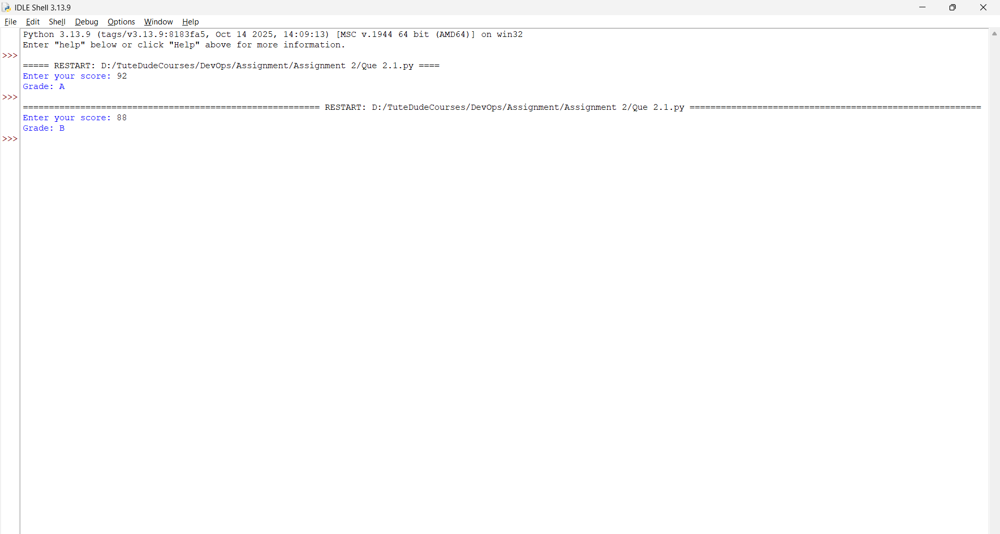 IDLE Shell 3.13.9
File Edit Shell Debug Options Window Help
Python 3.13.9 (tags/v3.13.9:8183fa5, Oct 14 2025, 14:09:13) [MSC v.1944 64 bit (AMD64)] on win32
Enter "help" below or click "Help" above for more information.
>>>
===== RESTART: D:/TuteDudeCourses/DevOps/Assignment/Assignment 2/Que 2.1.py ====
Enter your score: 92
Grade: A
>>>
========================================================= RESTART: D:/TuteDudeCourses/DevOps/Assignment/Assignment 2/Que 2.1.py ========================================================
Enter your score: 88
Grade: B
>>>